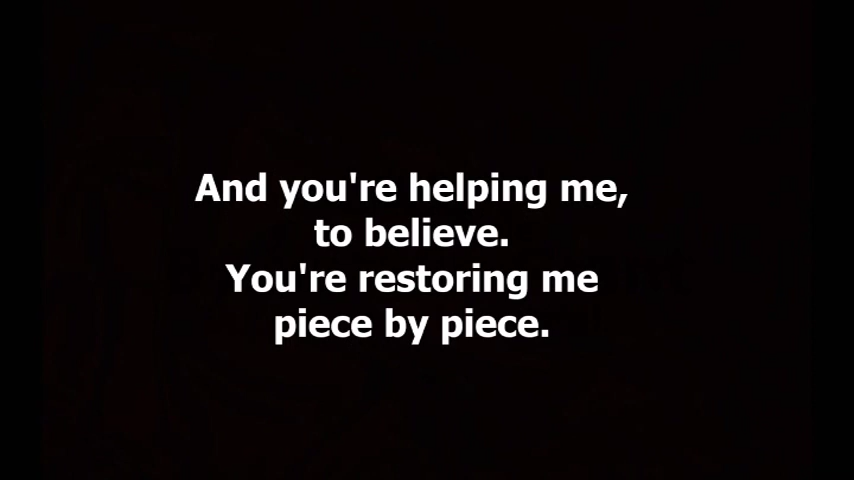 And you're helping me,
to believe.
You're restoring me
piece by piece.